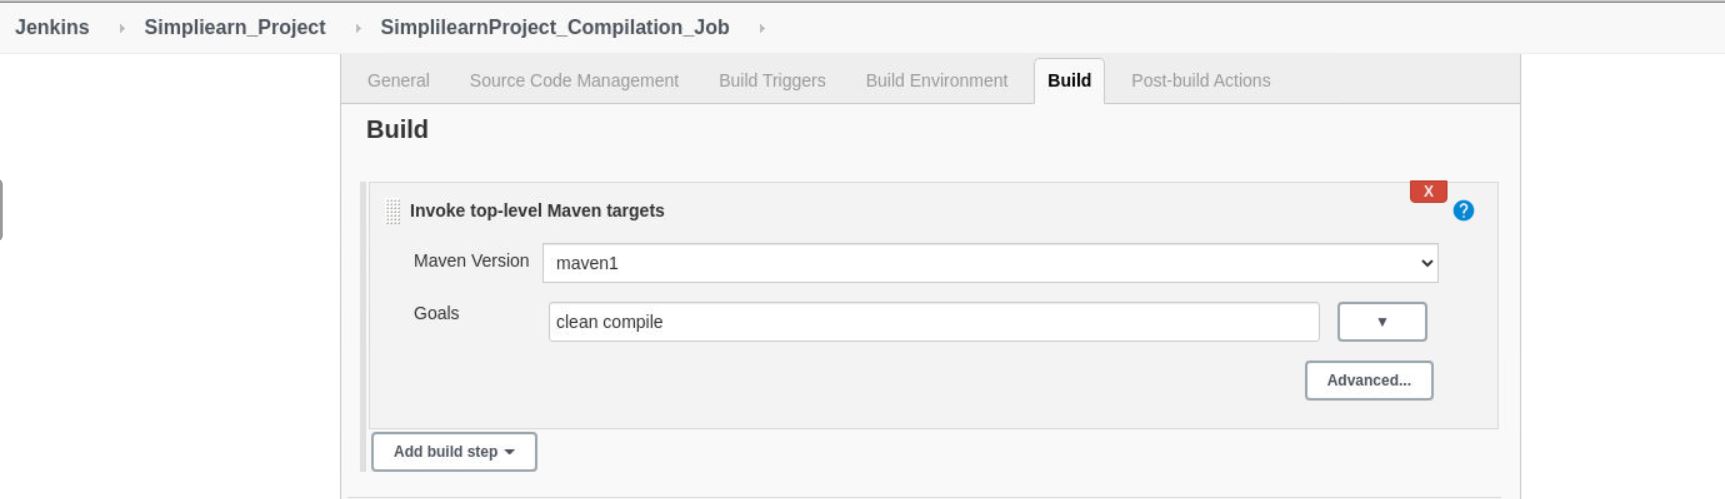 Jenkins Simpliearn_Project SimplilearnProject_Compilation_Job
General Source Code Management Build Triggers Build Environment Build Post-build Actions
Build
X
Invoke top-level Maven targets ?
Maven Version maven1
Goals clean compile
Advanced...
Add build step